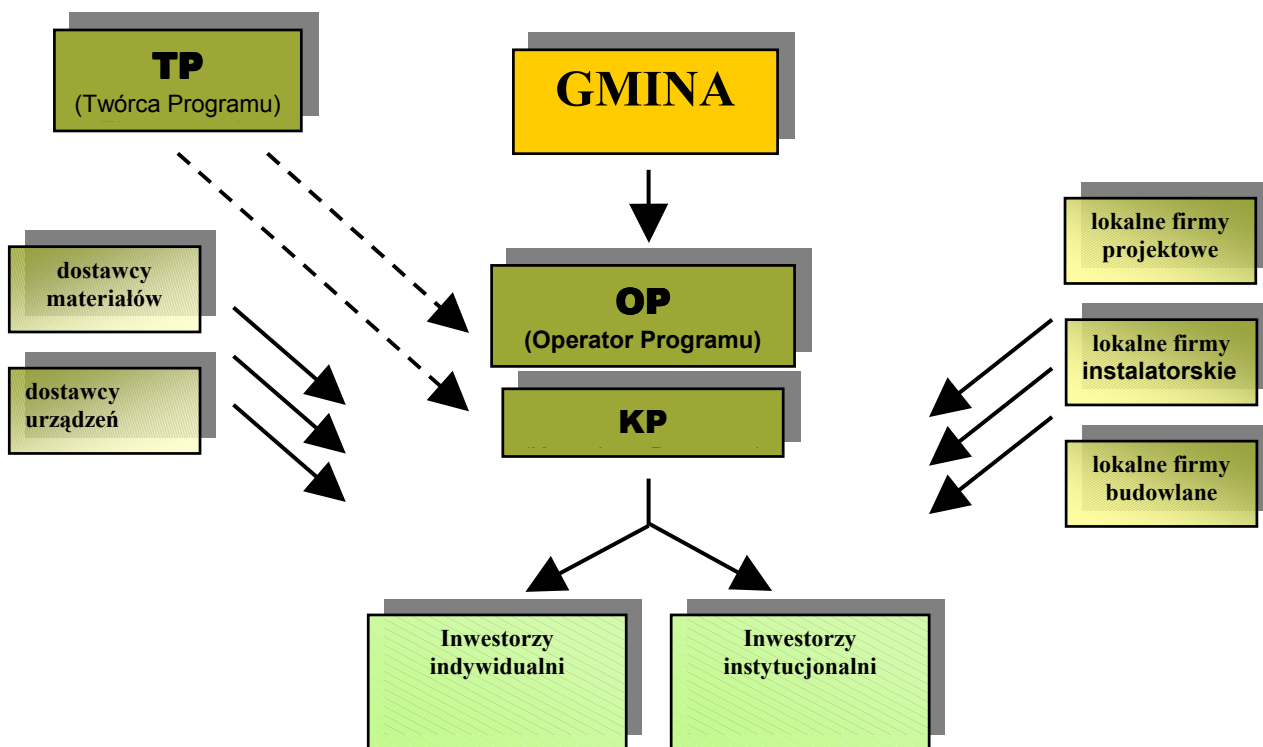 TP
(Twórca Programu)
GMINA
dostawcy
materiałów
dostawcy
urządzeń
OP
(Operator Programu)
KP
lokalne firmy
projektowe
lokalne firmy
instalatorskie
lokalne firmy
budowlane
Inwestorzy
indywidualni
Inwestorzy
instytucjonalni